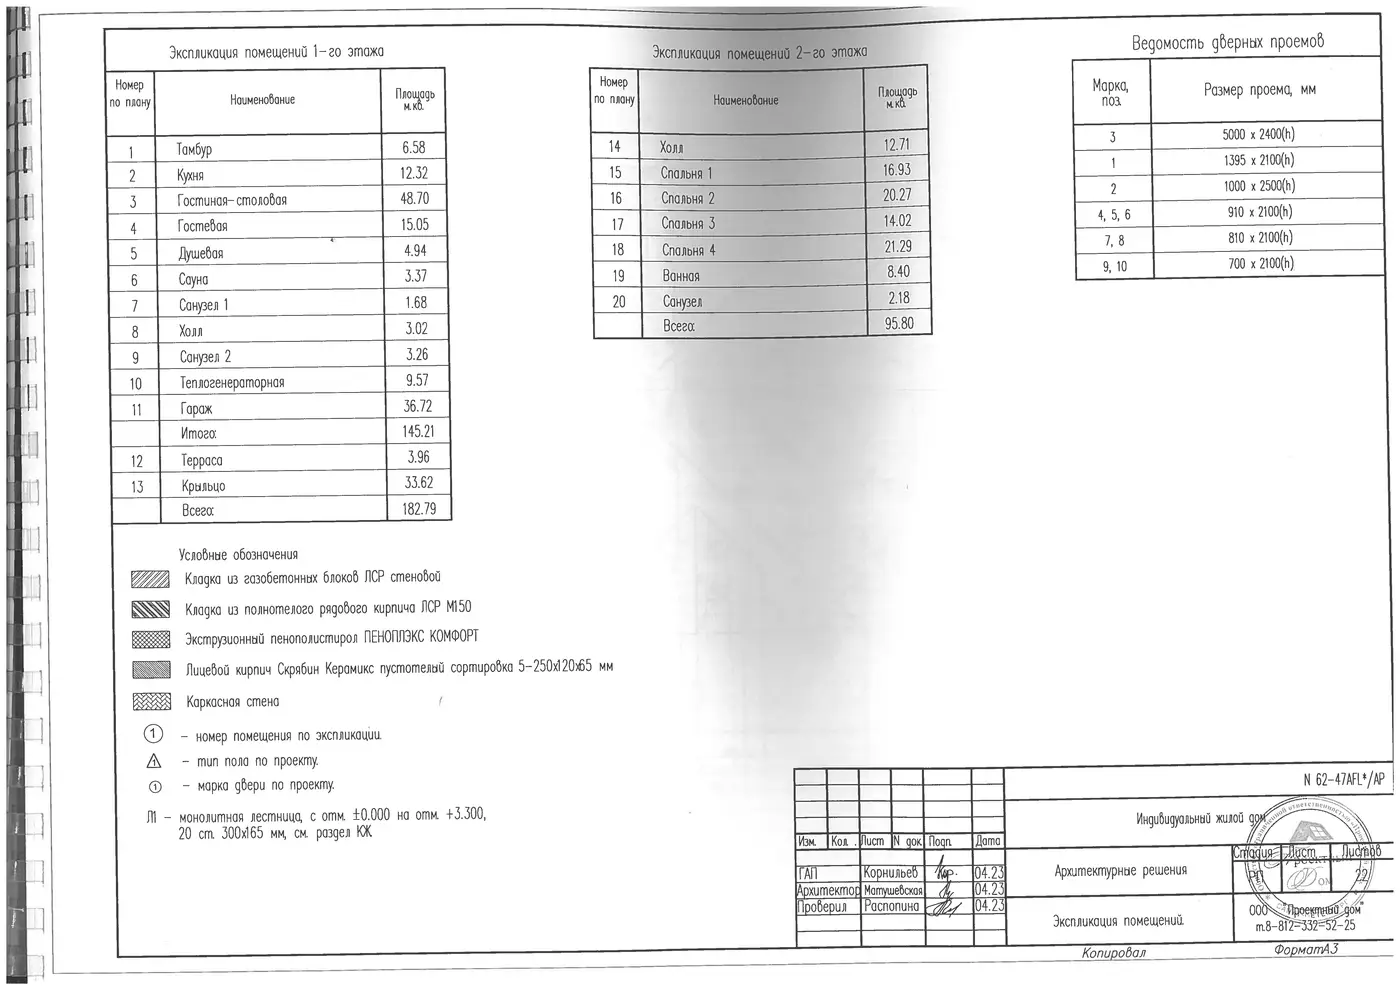 Экспликация помещений 1-го этажа
Номер по плану Наименование Площадь м.кв.
1 Тамбур 6.58
2 Кухня 12.32
3 Гостиная-столовая 48.70
4 Гостевая 15.05
5 Душевая 4.94
6 Сауна 3.37
7 Санузел 1 1.68
8 Холл 3.02
9 Санузел 2 3.26
10 Теплогенераторная 9.57
11 Гараж 36.72
Итого: 145.21
12 Терраса 3.96
13 Крыльцо 33.62
Всего: 182.79
Экспликация помещений 2-го этажа
Номер по плану Наименование Площадь м.кв.
14 Холл 12.71
15 Спальня 1 16.93
16 Спальня 2 20.27
17 Спальня 3 14.02
18 Спальня 4 21.29
19 Ванная 8.40
20 Санузел 2.18
Всего: 95.80
Ведомость дверных проемов
Марка, поз. Размер проема, мм
3 5000 x 2400(h)
1 1395 x 2100(h)
2 1000 x 2500(h)
4, 5, 6 910 x 2100(h)
7, 8 810 x 2100(h)
9, 10 700 x 2100(h)
Условные обозначения
Кладка из газобетонных блоков ЛСР стеновой
Кладка из полнотелого рядового кирпича ЛСР М150
Экструзионный пенополистирол ПЕНОПЛЭКС КОМФОРТ
Лицевой кирпич Скрябин Керамикс пустотелый сортировка 5-250x120x65 мм
Каркасная стена
1 - номер помещения по экспликации.
1 - тип пола по проекту.
1 - марка двери по проекту.
Л1 - монолитная лестница, с отм. ±0.000 на отм. +3.300,
20 ст. 300x165 мм, см. раздел КЖ
N 62-47AFL*/АР
Индивидуальный жилой дом
Изм. Кол. Лист N док. Подп. Дата
ГАП Корнильев 04.23
Архитектор Матушевская 04.23
Проверил Распопина 04.23
Архитектурные решения
Стадия Лист Листов
РП 22
Экспликация помещений.
ООО "Проектный дом"
т.8-812-332-52-25
Копировал ФорматА3